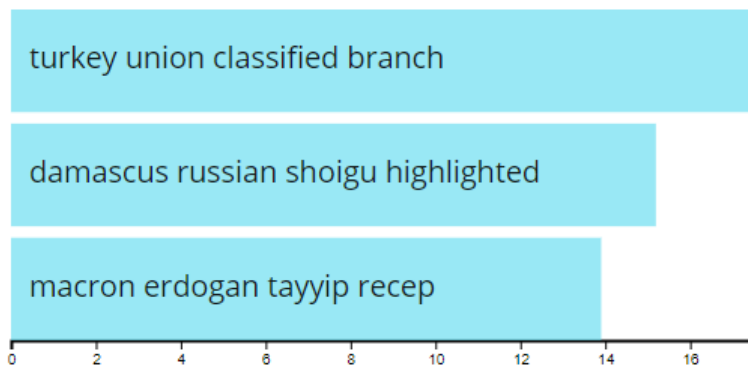 turkey union classified branch
damascus russian shoigu highlighted
macron erdogan tayyip recep
0 2 4 6 8 10 12 14 16